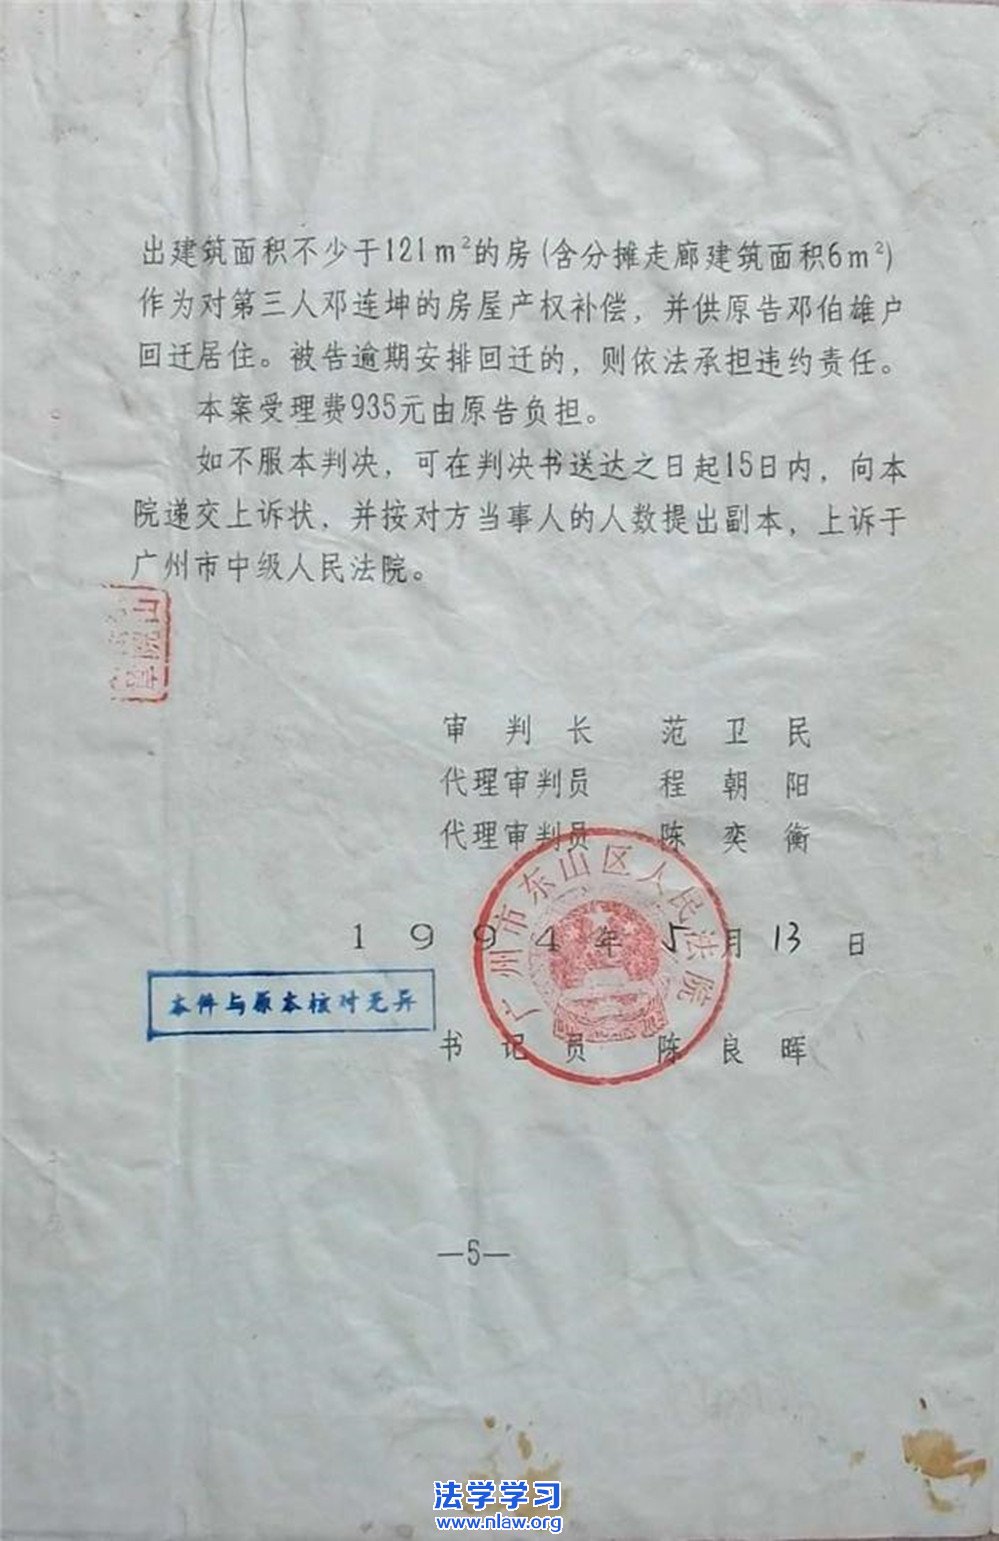 出建筑面积不少于121m²的房(含分摊走廊建筑面积6m²)
作为对第三人邓连坤的房屋产权补偿，并供原告邓伯雄户
回迁居住。被告逾期安排回迁的，则依法承担违约责任。
本案受理费935元由原告负担。
如不服本判决，可在判决书送达之日起15日内，向本
院递交上诉状，并按对方当事人的人数提出副本，上诉于
广州市中级人民法院。
审判长 范卫民
代理审判员 程朝阳
代理审判员 陈奕衡
广州市东山区人民法院
1994年5月13日
本件与原本核对无异
书记员 陈良晖
—5—
法学学习
www.nlaw.org